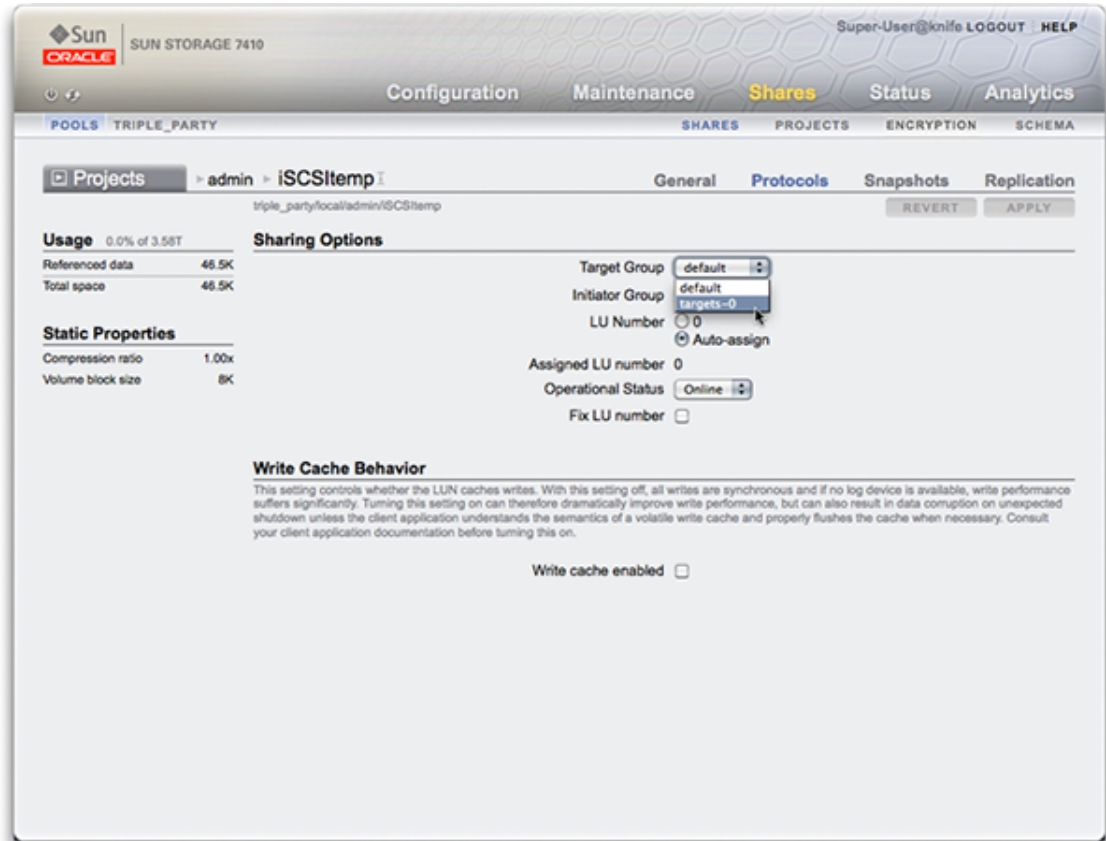 Sun
ORACLE
SUN STORAGE 7410
Super-User@knife LOGOUT HELP
Configuration Maintenance Shares Status Analytics
POOLS TRIPLE_PARTY SHARES PROJECTS ENCRYPTION SCHEMA
Projects admin iSCSItemp General Protocols Snapshots Replication
triple_party/local/admin/iSCSItemp REVERT APPLY
Usage 0.0% of 3.58T
Referenced data 46.5K
Total space 46.5K
Static Properties
Compression ratio 1.00x
Volume block size 8K
Sharing Options
Target Group default
default
targets-0
Initiator Group
LU Number 0
Auto-assign
Assigned LU number 0
Operational Status Online
Fix LU number
Write Cache Behavior
This setting controls whether the LUN caches writes. With this setting off, all writes are synchronous and if no log device is available, write performance
suffers significantly. Turning this setting on can therefore dramatically improve write performance, but can also result in data corruption on unexpected
shutdown unless the client application understands the semantics of a volatile write cache and properly flushes the cache when necessary. Consult
your client application documentation before turning this on.
Write cache enabled